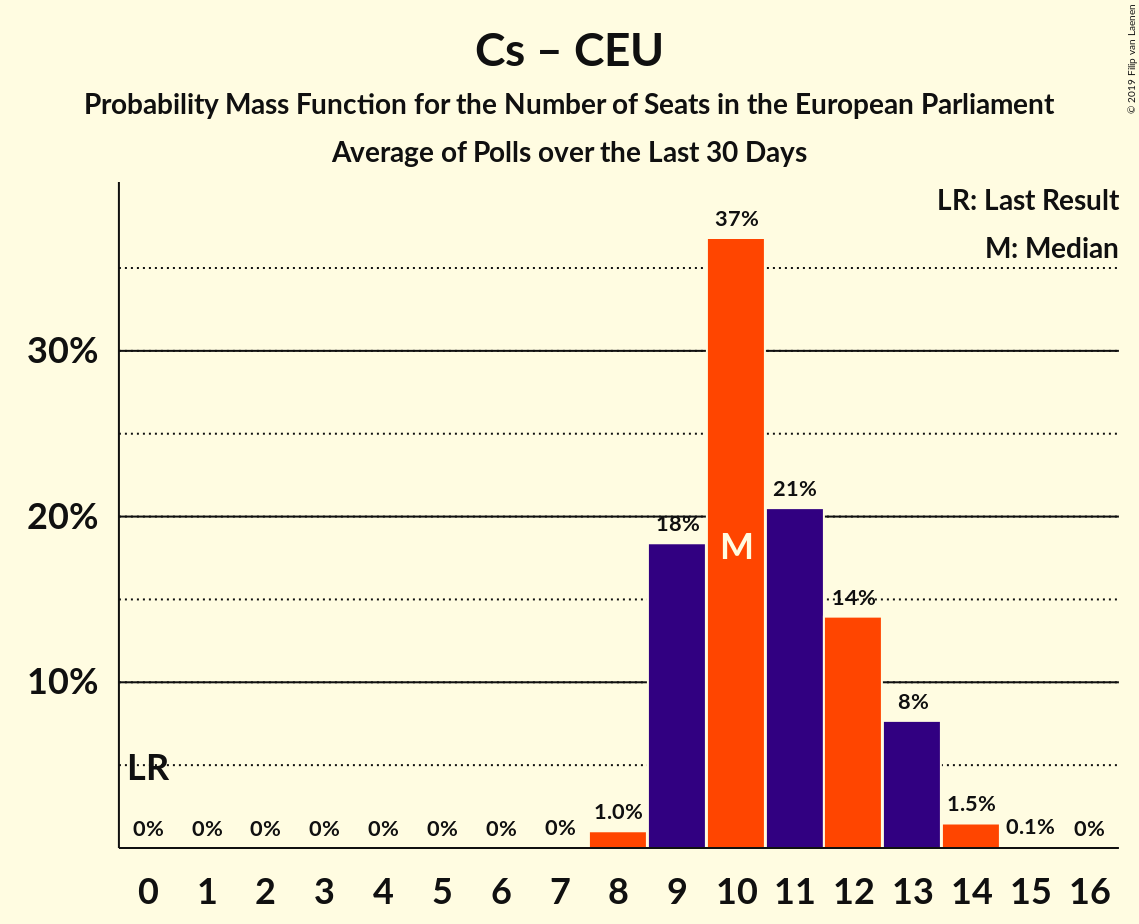 Cs – CEU
Probability Mass Function for the Number of Seats in the European Parliament
Average of Polls over the Last 30 Days
© 2019 Filip van Laenen
LR: Last Result
M: Median
37%
30%
21%
20%
18%
M
14%
10%
8%
LR
1.5%
1.0%
0% 0% 0% 0% 0% 0% 0% 0% 0.1% 0%
0 1 2 3 4 5 6 7 8 9 10 11 12 13 14 15 16